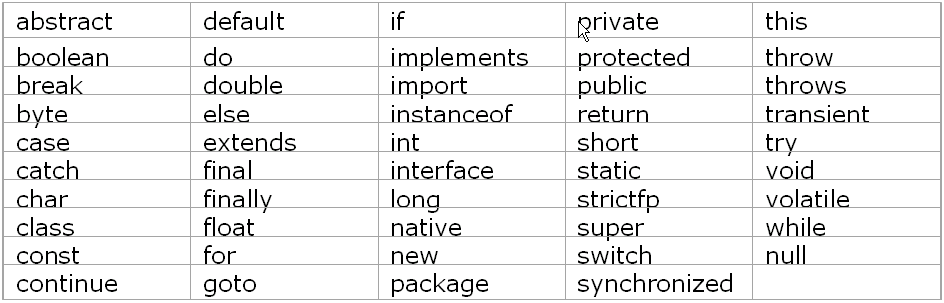 abstract default if private this
boolean do implements protected throw
break double import public throws
byte else instanceof return transient
case extends int short try
catch final interface static void
char finally long strictfp volatile
class float native super while
const for new switch null
continue goto package synchronized